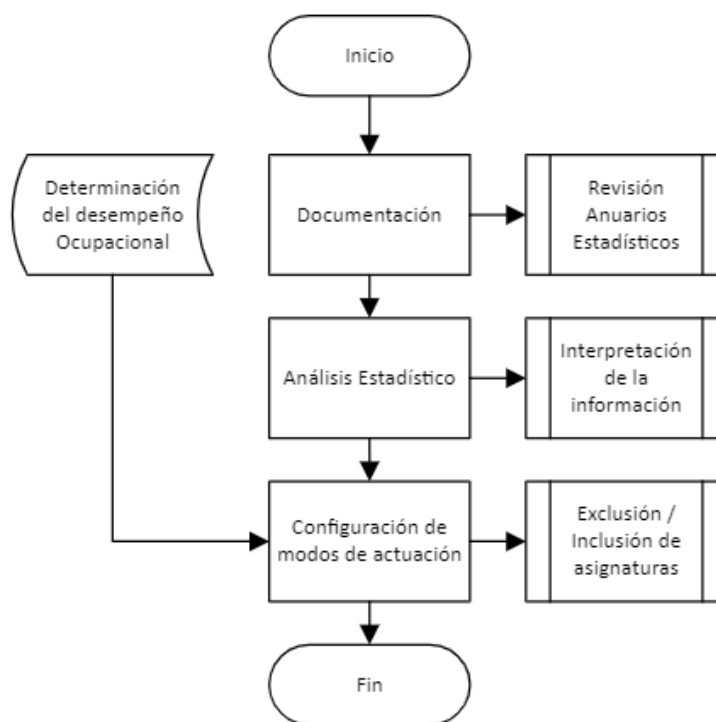 Inicio
Determinación
del desempeño
Ocupacional
Documentación
Revisión
Anuarios
Estadísticos
Análisis Estadístico
Interpretación
de la
información
Configuración de
modos de actuación
Exclusión /
Inclusión de
asignaturas
Fin